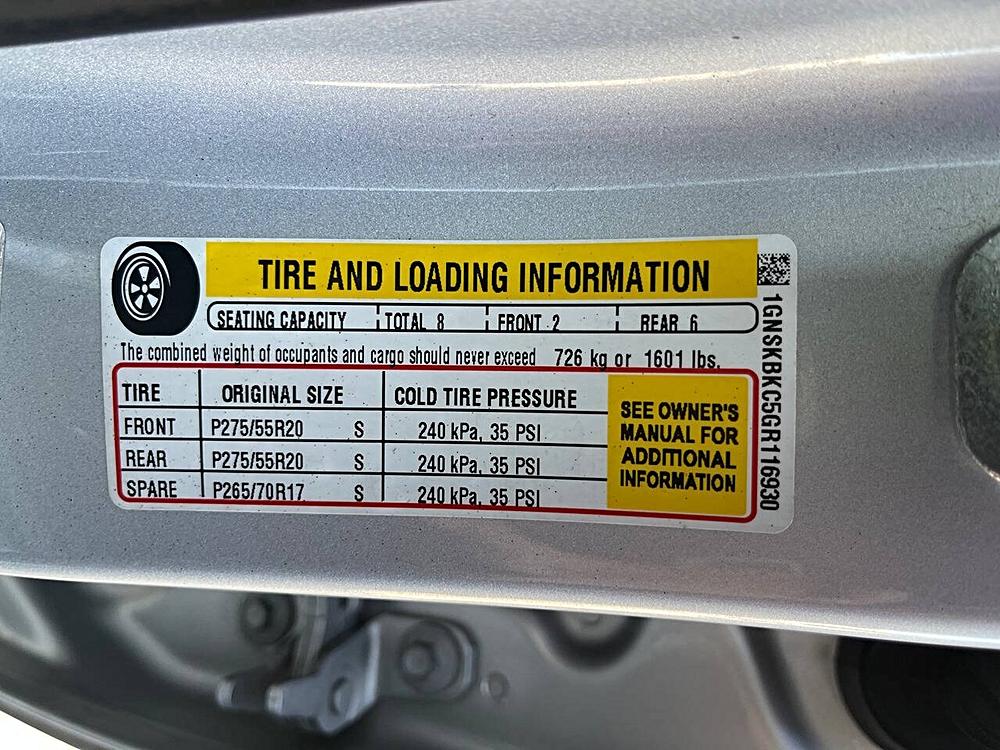 TIRE AND LOADING INFORMATION
SEATING CAPACITY TOTAL 8 FRONT 2 REAR 6
The combined weight of occupants and cargo should never exceed 726 kg or 1601 lbs.
TIRE ORIGINAL SIZE COLD TIRE PRESSURE
FRONT P275/55R20 S 240 kPa, 35 PSI
REAR P275/55R20 S 240 kPa, 35 PSI
SPARE P265/70R17 S 240 kPa, 35 PSI
SEE OWNER'S
MANUAL FOR
ADDITIONAL
INFORMATION
1GNSKBKC5GR116930